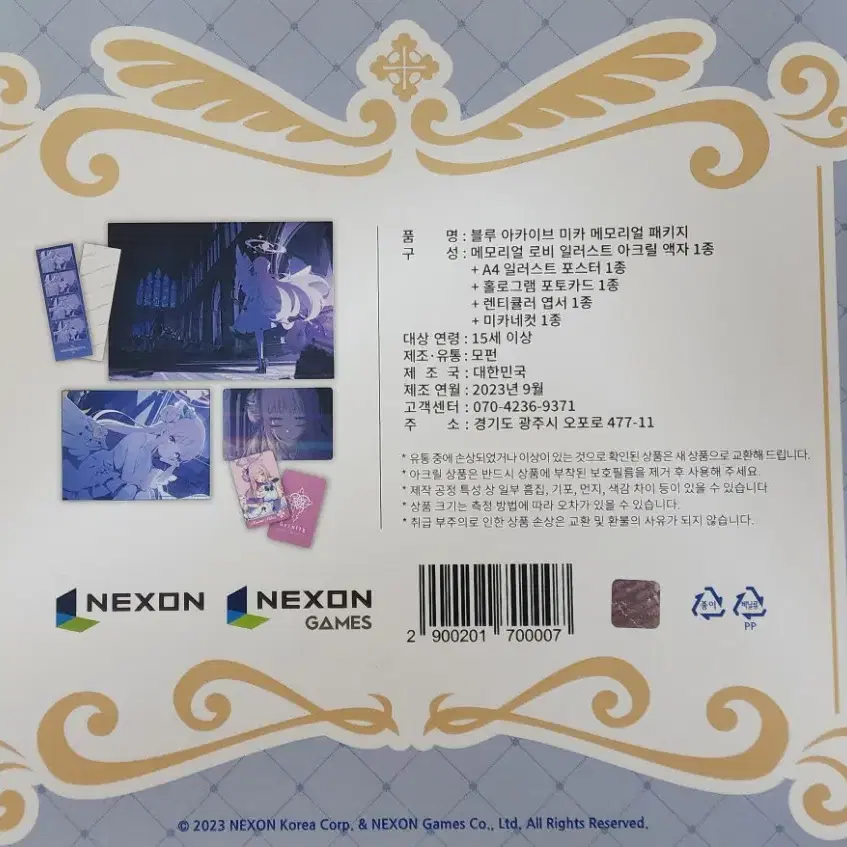 품 명 : 블루 아카이브 미카 메모리얼 패키지
구 성 : 메모리얼 로비 일러스트 아크릴 액자 1종
+ A4 일러스트 포스터 1종
+ 홀로그램 포토카드 1종
+ 렌티큘러 엽서 1종
+ 미카네컷 1종
대상 연령 : 15세 이상
제조·유통 : 모펀
제 조 국 : 대한민국
제조 연월 : 2023년 9월
고객센터 : 070-4236-9371
주 소 : 경기도 광주시 오포로 477-11
* 유통 중에 손상되었거나 이상이 있는 것으로 확인된 상품은 새 상품으로 교환해 드립니다.
* 아크릴 상품은 반드시 상품에 부착된 보호필름을 제거 후 사용해 주세요.
* 제작 공정 특성 상 일부 흠집, 기포, 먼지, 색감 차이 등이 있을 수 있습니다
* 상품 크기는 측정 방법에 따라 오차가 있을 수 있습니다.
* 취급 부주의로 인한 상품 손상은 교환 및 환불의 사유가 되지 않습니다.
NEXON
NEXON
GAMES
2 900201 700007
종이
비닐류
PP
© 2023 NEXON Korea Corp. & NEXON Games Co., Ltd. All Rights Reserved.